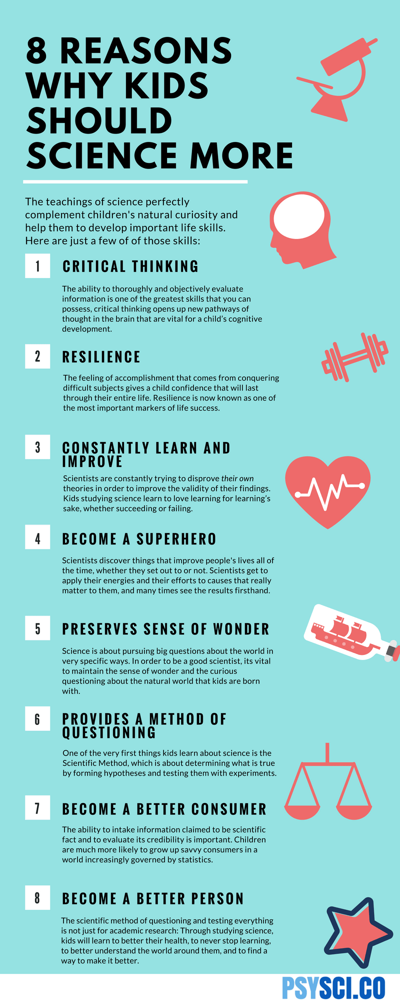 8 REASONS
WHY KIDS
SHOULD
SCIENCE MORE
The teachings of science perfectly
complement children's natural curiosity and
help them to develop important life skills.
Here are just a few of of those skills:
1 CRITICAL THINKING
The ability to thoroughly and objectively evaluate
information is one of the greatest skills that you can
possess, critical thinking opens up new pathways of
thought in the brain that are vital for a child’s cognitive
development.
2 RESILIENCE
The feeling of accomplishment that comes from conquering
difficult subjects gives a child confidence that will last
through their entire life. Resilience is now known as one of
the most important markers of life success.
3 CONSTANTLY LEARN AND
IMPROVE
Scientists are constantly trying to disprove their own
theories in order to improve the validity of their findings.
Kids studying science learn to love learning for learning’s
sake, whether succeeding or failing.
4 BECOME A SUPERHERO
Scientists discover things that improve people's lives all of
the time, whether they set out to or not. Scientists get to
apply their energies and their efforts to causes that really
matter to them, and many times see the results firsthand.
5 PRESERVES SENSE OF WONDER
Science is about pursuing big questions about the world in
very specific ways. In order to be a good scientist, its vital
to maintain the sense of wonder and the curious
questioning about the natural world that kids are born
with.
6 PROVIDES A METHOD OF
QUESTIONING
One of the very first things kids learn about science is the
Scientific Method, which is about determining what is true
by forming hypotheses and testing them with experiments.
7 BECOME A BETTER CONSUMER
The ability to intake information claimed to be scientific
fact and to evaluate its credibility is important. Children
are much more likely to grow up savvy consumers in a
world increasingly governed by statistics.
8 BECOME A BETTER PERSON
The scientific method of questioning and testing everything
is not just for academic research: Through studying science,
kids will learn to better their health, to never stop learning,
to better understand the world around them, and to find a
way to make it better.
PSYSCI.CO